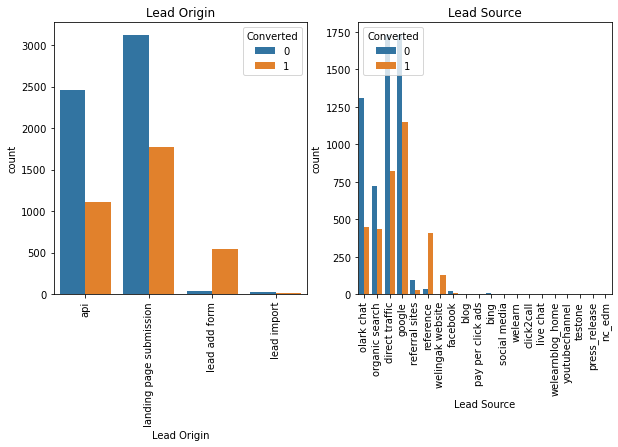 Lead Origin
Converted
0
1
3000
2500
2000
1500
1000
500
0
count
api
landing page submission
lead add form
lead import
Lead Origin
Lead Source
Converted
0
1
1750
1500
1250
1000
750
500
250
0
count
olark chat
organic search
direct traffic
google
referral sites
reference
welingak website
facebook
blog
pay per click ads
bing
social media
welearn
click2call
live chat
welearnblog_home
youtubechannel
testone
press_release
nc_edm
Lead Source